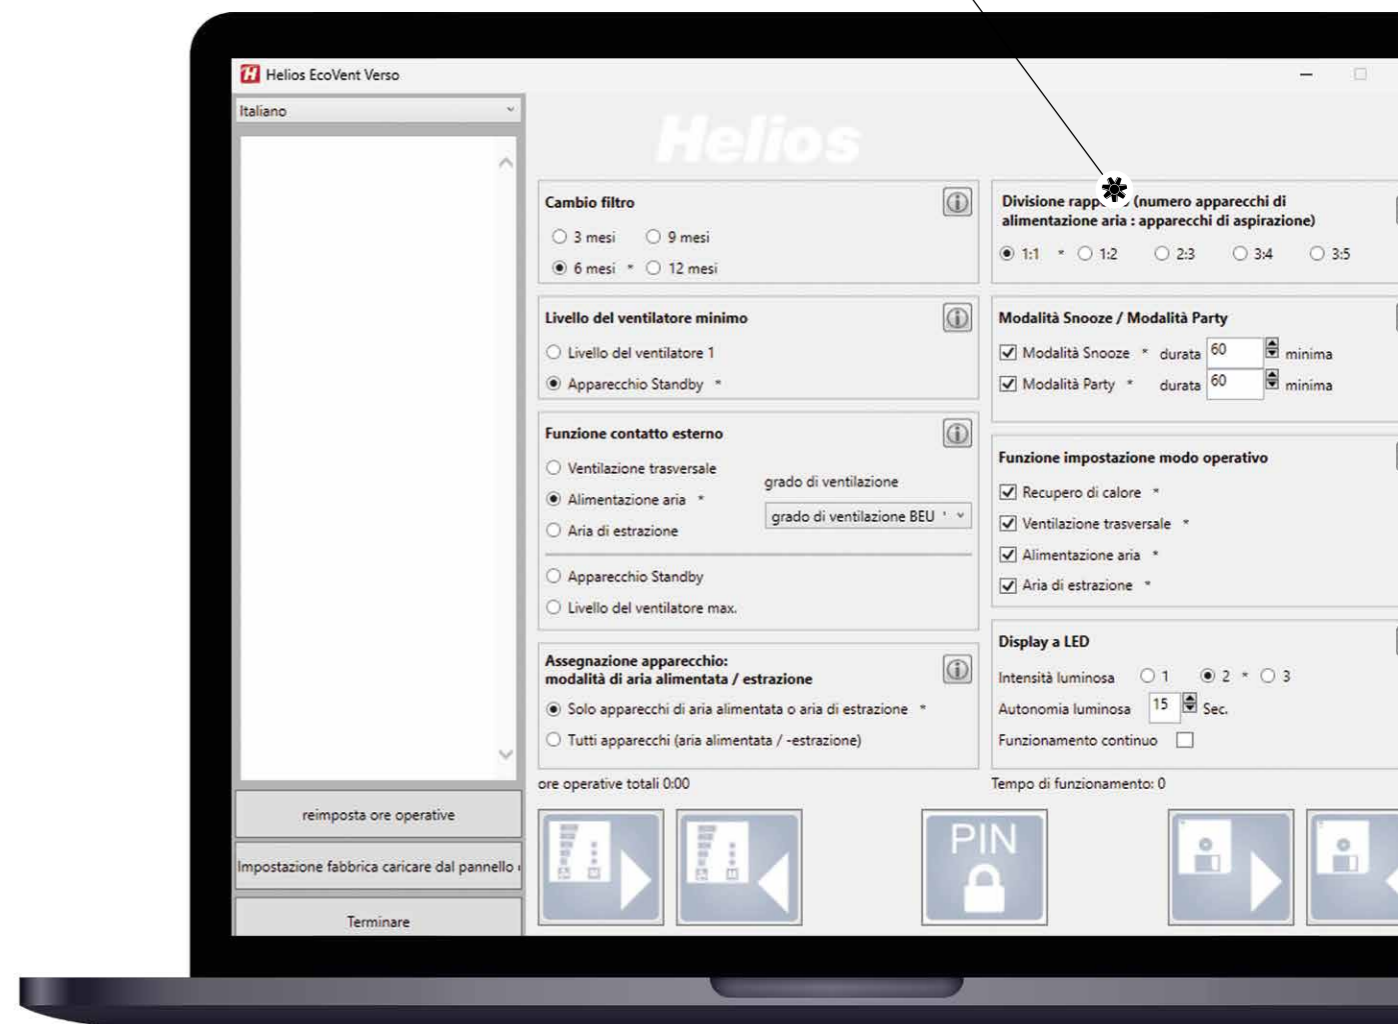 Helios EcoVent Verso
Italiano
Helios
Cambio filtro
3 mesi 9 mesi
6 mesi * 12 mesi
Livello del ventilatore minimo
Livello del ventilatore 1
Apparecchio Standby *
Funzione contatto esterno
Ventilazione trasversale
Alimentazione aria *
Aria di estrazione
grado di ventilazione
grado di ventilazione BEU
Apparecchio Standby
Livello del ventilatore max.
Assegnazione apparecchio:
modalità di aria alimentata / estrazione
Solo apparecchi di aria alimentata o aria di estrazione *
Tutti apparecchi (aria alimentata / -estrazione)
ore operative totali 0:00
Divisione (numero apparecchi di
alimentazione aria : apparecchi di aspirazione)
1:1 * 1:2 2:3 3:4 3:5
Modalità Snooze / Modalità Party
Modalità Snooze * durata 60 minima
Modalità Party * durata 60 minima
Funzione impostazione modo operativo
Recupero di calore *
Ventilazione trasversale *
Alimentazione aria *
Aria di estrazione *
Display a LED
Intensità luminosa 1 2 * 3
Autonomia luminosa 15 Sec.
Funzionamento continuo
Tempo di funzionamento: 0
reimposta ore operative
Impostazione fabbrica caricare dal pannello
Terminare
PIN